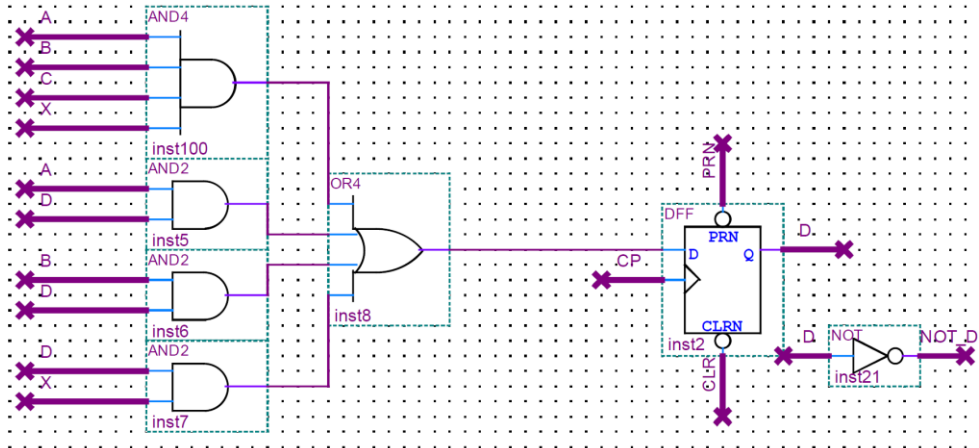 A
AND4
B
C
X
inst100
A
AND2
D
inst5
B
AND2
D
inst6
D
AND2
X
inst7
OR4
inst8
PRN
DFF
PRN
D
Q
D
CP
CLRN
inst2
CLR
D
NOT
NOT_D
inst21